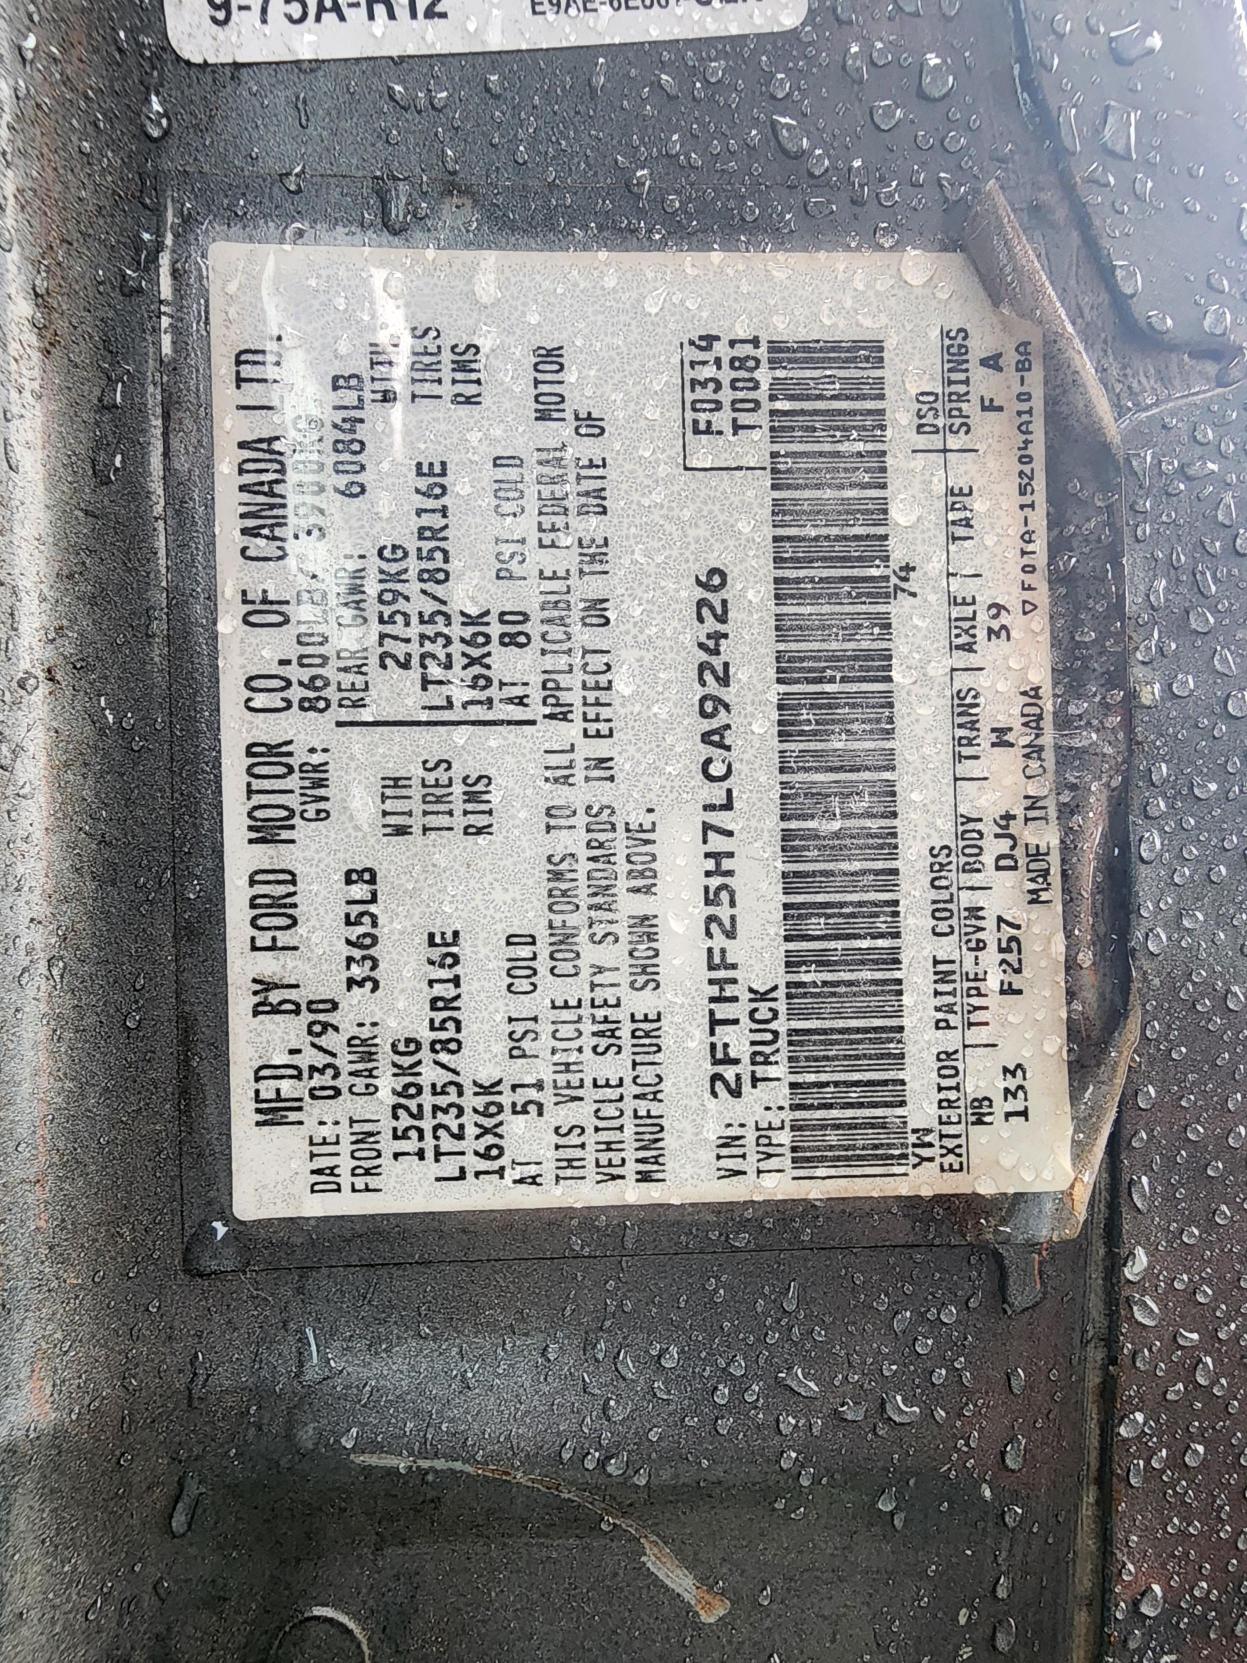 9-75A-R12
MFD. BY FORD MOTOR CO. OF CANADA LTD.
DATE: 03/90 GVWR: 8600LB/ 3900KG
FRONT GAWR: 3365LB REAR GAWR: 6084LB
1526KG WITH 2759KG WITH
LT235/85R16E TIRES LT235/85R16E TIRES
16X6K RIMS 16X6K RIMS
AT 51 PSI COLD AT 80 PSI COLD
THIS VEHICLE CONFORMS TO ALL APPLICABLE FEDERAL MOTOR
VEHICLE SAFETY STANDARDS IN EFFECT ON THE DATE OF
MANUFACTURE SHOWN ABOVE.
VIN: 2FTHF25H7LCA92426 F0314
TYPE: TRUCK T0081
YW 74
EXTERIOR PAINT COLORS DSO
WB | TYPE-GVW | BODY | TRANS | AXLE | TAPE | SPRINGS
133 F257 DJ4 W 39 F A
MADE IN CANADA ▽ F0TA-15204A10-BA